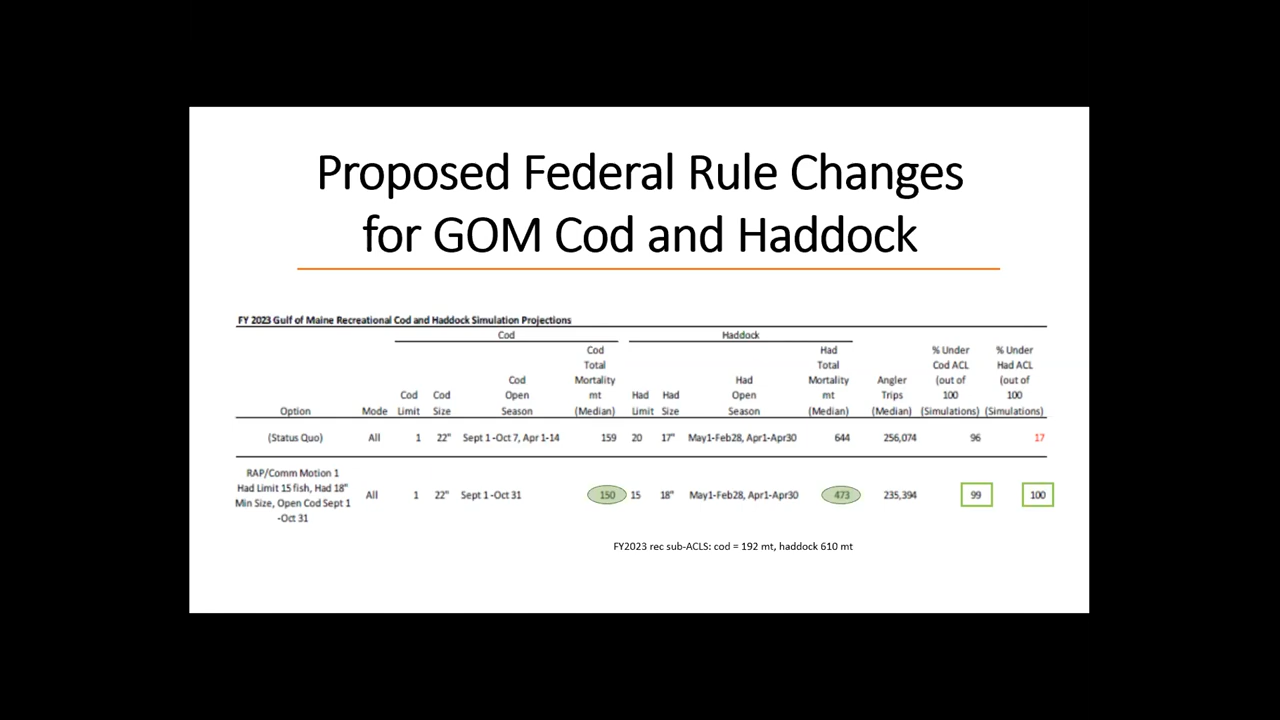 Proposed Federal Rule Changes
for GOM Cod and Haddock
FY 2023 Gulf of Maine Recreational Cod and Haddock Simulation Projections
Cod Haddock
Cod Had % Under % Under
Total Total Cod ACL Had ACL
Cod Mortality Had Mortality Angler (out of (out of
Cod Cod Open mt Had Had Open mt Trips 100 100
Option Mode Limit Size Season (Median) Limit Size Season (Median) (Median) (Simulations) (Simulations)
(Status Quo) All 1 22" Sept 1 -Oct 7, Apr 1-14 159 20 17" May1-Feb28, Apr1-Apr30 644 256,074 96 17
RAP/Comm Motion 1
Had Limit 15 fish, Had 18" All 1 22" Sept 1 -Oct 31 150 15 18" May1-Feb28, Apr1-Apr30 473 235,394 99 100
Min Size, Open Cod Sept 1
-Oct 31
FY2023 rec sub-ACLS: cod = 192 mt, haddock 610 mt